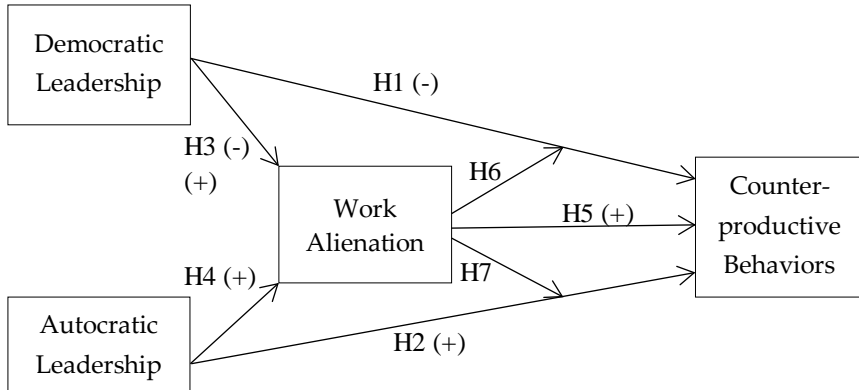 Democratic
Leadership
H1 (-)
H3 (-)
(+)
H6
Work
Alienation
H5 (+)
Counter-
productive
Behaviors
H4 (+)
H7
Autocratic
Leadership
H2 (+)